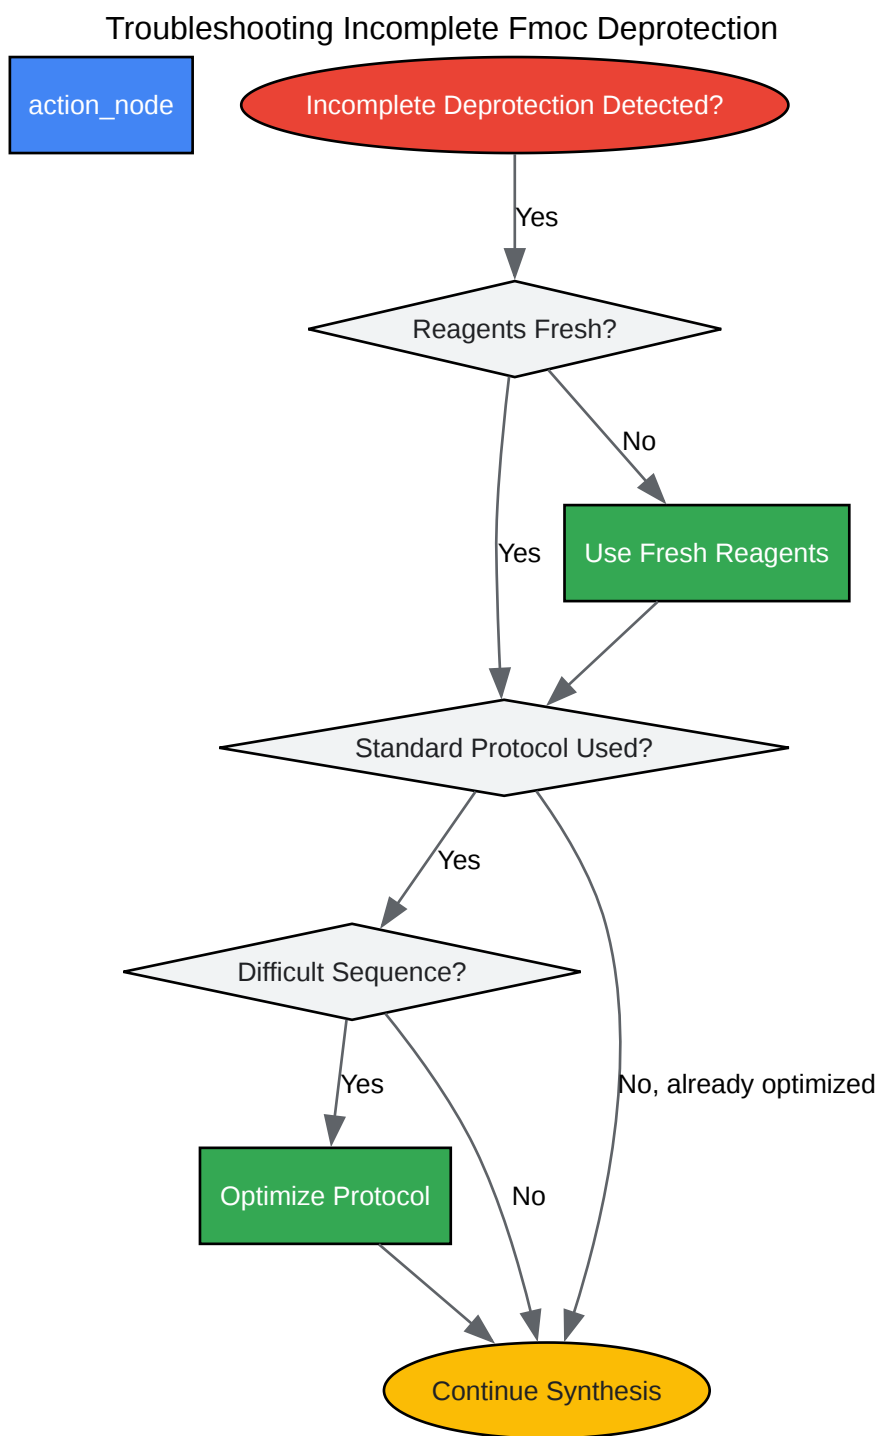 Troubleshooting Incomplete Fmoc Deprotection
action_node
Incomplete Deprotection Detected?
Yes
Reagents Fresh?
No
Yes
Use Fresh Reagents
Standard Protocol Used?
Yes
Difficult Sequence?
Yes
No, already optimized
Optimize Protocol
No
Continue Synthesis